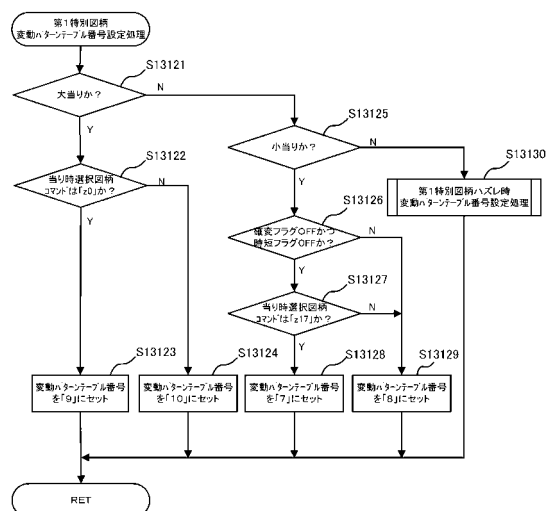 第1特別図柄
変動パターンテーブル番号設定処理
S13121
大当りか？
N
Y
S13122
当り時選択図柄
コマンドは「z0」か？
N
Y
S13125
小当りか？
N
Y
S13130
第1特別図柄ハズレ時
変動パターンテーブル番号設定処理
S13126
確変フラグOFFかつ
時短フラグOFFか？
N
Y
S13127
当り時選択図柄
コマンドは「z17」か？
N
Y
S13123
変動パターンテーブル番号
を「9」にセット
S13124
変動パターンテーブル番号
を「10」にセット
S13128
変動パターンテーブル番号
を「7」にセット
S13129
変動パターンテーブル番号
を「8」にセット
RET